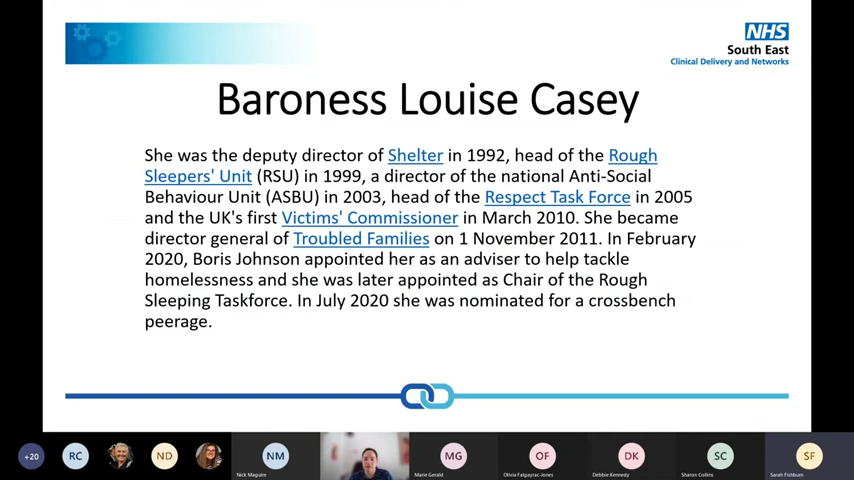 NHS
South East
Clinical Delivery and Networks
Baroness Louise Casey
She was the deputy director of Shelter in 1992, head of the Rough
Sleepers' Unit (RSU) in 1999, a director of the national Anti-Social
Behaviour Unit (ASBU) in 2003, head of the Respect Task Force in 2005
and the UK's first Victims' Commissioner in March 2010. She became
director general of Troubled Families on 1 November 2011. In February
2020, Boris Johnson appointed her as an adviser to help tackle
homelessness and she was later appointed as Chair of the Rough
Sleeping Taskforce. In July 2020 she was nominated for a crossbench
peerage.
+20
RC
ND
NM
MG
OF
DK
SC
SF
Nick Maguire
Marie Gerald
Olivia Falipayrac-Jones
Debbie Kennedy
Sharon Collins
Sarah Fishburn